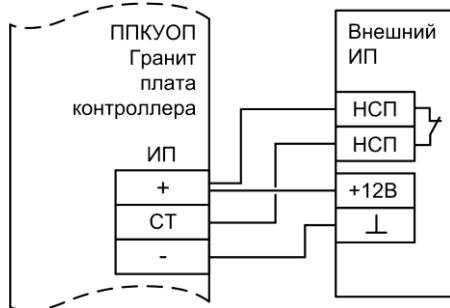 ППКУОП
Гранит
плата
контроллера
ИП
+
СТ
-
Внешний
ИП
НСП
НСП
+12В
⊥